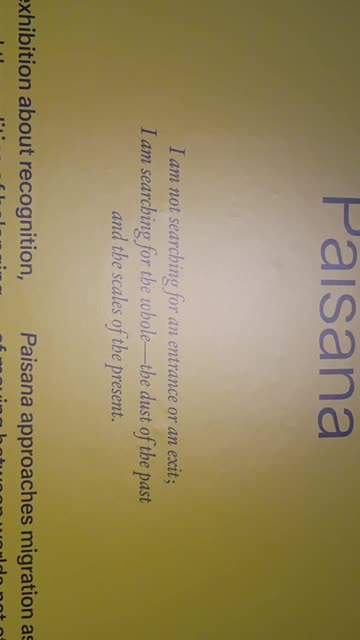 Paisana
I am not searching for an entrance or an exit;
I am searching for the whole—the dust of the past
and the scales of the present.
exhibition about recognition,
Paisana approaches migration as